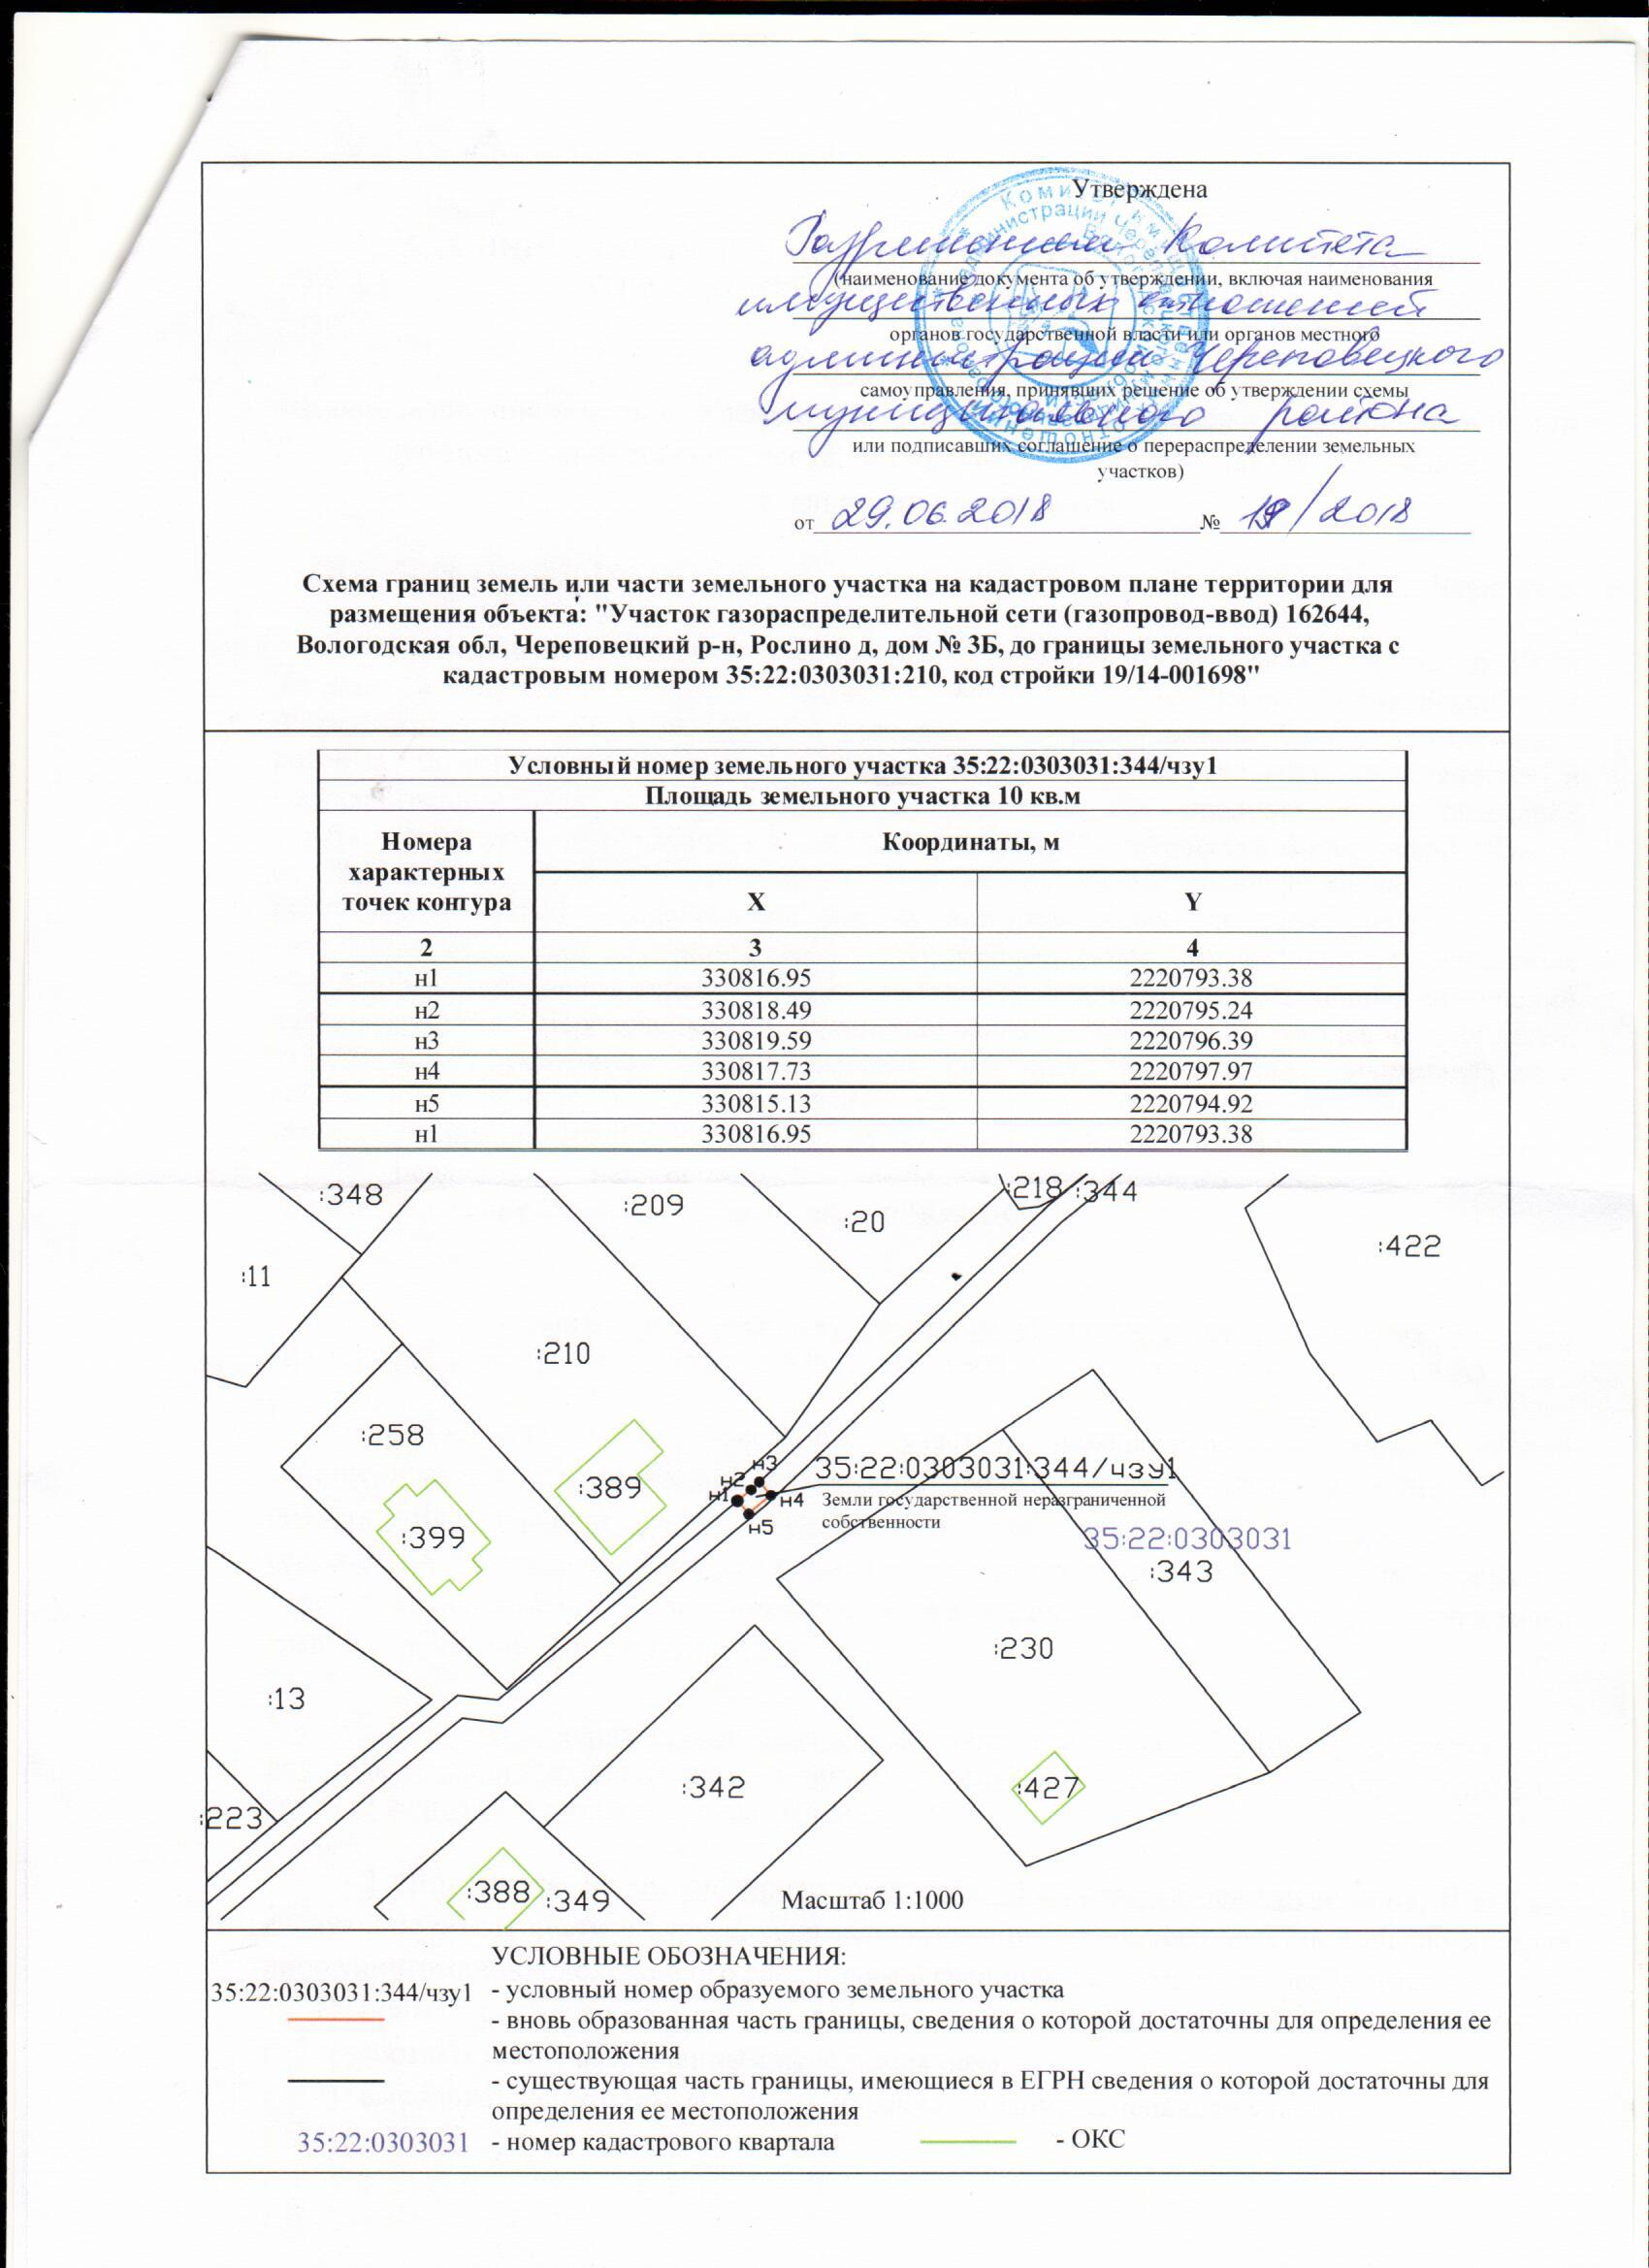 Утверждена
Разрешением Комитета
(наименование документа об утверждении, включая наименования
имущественных отношений
органов государственной власти или органов местного
администрации Череповецкого
самоуправления, принявших решение об утверждении схемы
муниципального района
или подписавших соглашение о перераспределении земельных
участков)
от 29.06.2018 № /2018
Схема границ земель или части земельного участка на кадастровом плане территории для
размещения объекта: "Участок газораспределительной сети (газопровод-ввод) 162644,
Вологодская обл, Череповецкий р-н, Рослино д, дом № 3Б, до границы земельного участка с
кадастровым номером 35:22:0303031:210, код стройки 19/14-001698"
Условный номер земельного участка 35:22:0303031:344/чзу1
Площадь земельного участка 10 кв.м
Номера характерных точек контура
Координаты, м
X Y
2 3 4
н1 330816.95 2220793.38
н2 330818.49 2220795.24
н3 330819.59 2220796.39
н4 330817.73 2220797.97
н5 330815.13 2220794.92
н1 330816.95 2220793.38
:348
:209
:20
:218 :344
:422
:11
:210
:258
:389
:399
н3
н2
н1
н4
н5
35:22:0303031:344/чзу1
Земли государственной неразграниченной
собственности
35:22:0303031
:343
:230
:13
:342
:427
:223
:388 :349
Масштаб 1:1000
УСЛОВНЫЕ ОБОЗНАЧЕНИЯ:
35:22:0303031:344/чзу1 - условный номер образуемого земельного участка
- вновь образованная часть границы, сведения о которой достаточны для определения ее
местоположения
- существующая часть границы, имеющиеся в ЕГРН сведения о которой достаточны для
определения ее местоположения
35:22:0303031 - номер кадастрового квартала - ОКС